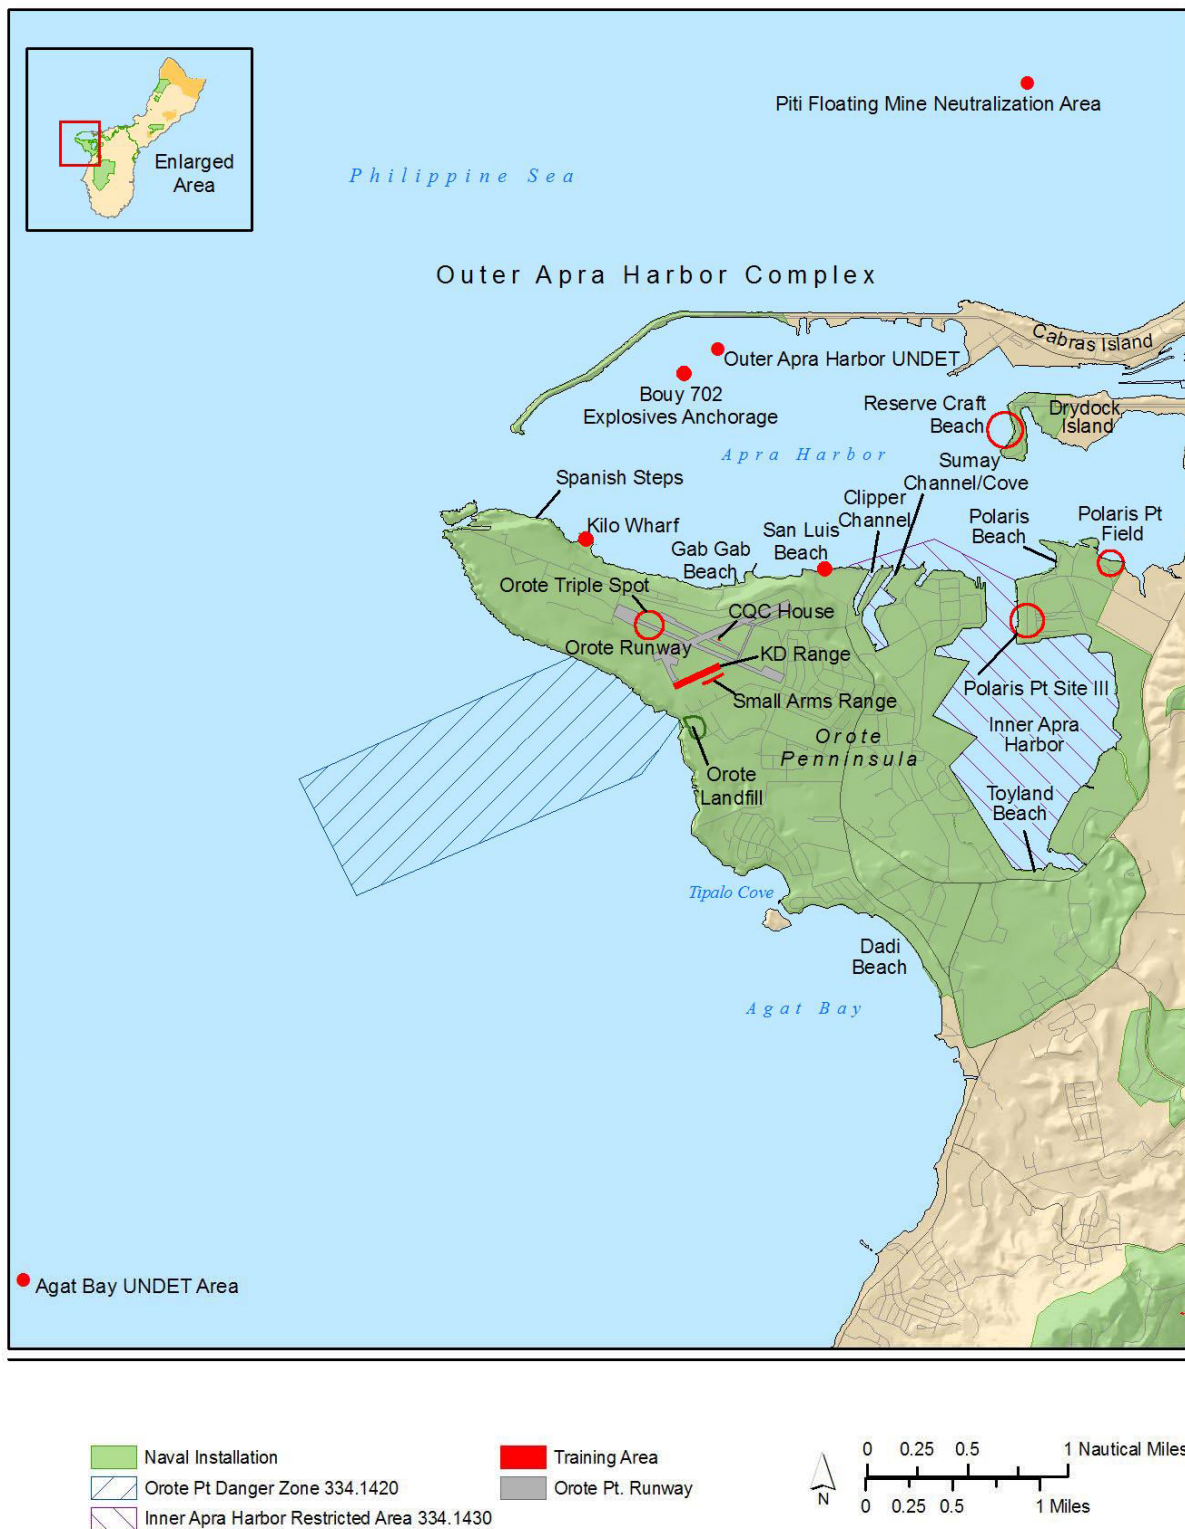 Piti Floating Mine Neutralization Area
Enlarged
Area
Philippine Sea
Outer Apra Harbor Complex
Cabras Island
Outer Apra Harbor UNDET
Bouy 702
Explosives Anchorage
Reserve Craft
Beach
Drydock
Island
Apra Harbor
Sumay
Channel/Cove
Spanish Steps
Clipper
Channel
Polaris
Beach
Polaris Pt
Field
Kilo Wharf
San Luis
Beach
Gab Gab
Beach
Orote Triple Spot
CQC House
Orote Runway
KD Range
Polaris Pt Site III
Small Arms Range
Inner Apra
Harbor
Orote
Penninsula
Orote
Landfill
Toyland
Beach
Tipalo Cove
Dadi
Beach
Agat Bay
Agat Bay UNDET Area
Naval Installation
Orote Pt Danger Zone 334.1420
Inner Apra Harbor Restricted Area 334.1430
Training Area
Orote Pt. Runway
N
0 0.25 0.5 1 Nautical Miles
0 0.25 0.5 1 Miles